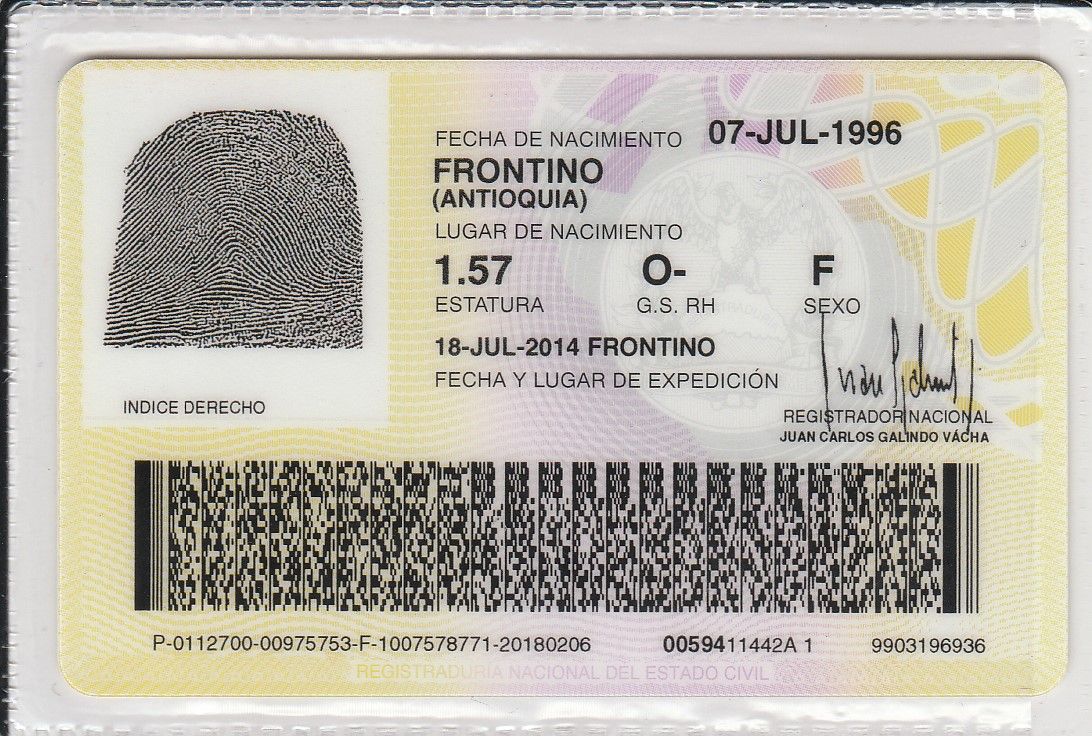 FECHA DE NACIMIENTO 07-JUL-1996
FRONTINO
(ANTIOQUIA)
LUGAR DE NACIMIENTO
1.57 O- F
ESTATURA G.S. RH SEXO
18-JUL-2014 FRONTINO
FECHA Y LUGAR DE EXPEDICIÓN
INDICE DERECHO
REGISTRADOR NACIONAL
JUAN CARLOS GALINDO VÁCHA
P-0112700-00975753-F-1007578771-20180206 0059411442A 1 9903196936
REGISTRADURIA NACIONAL DEL ESTADO CIVIL